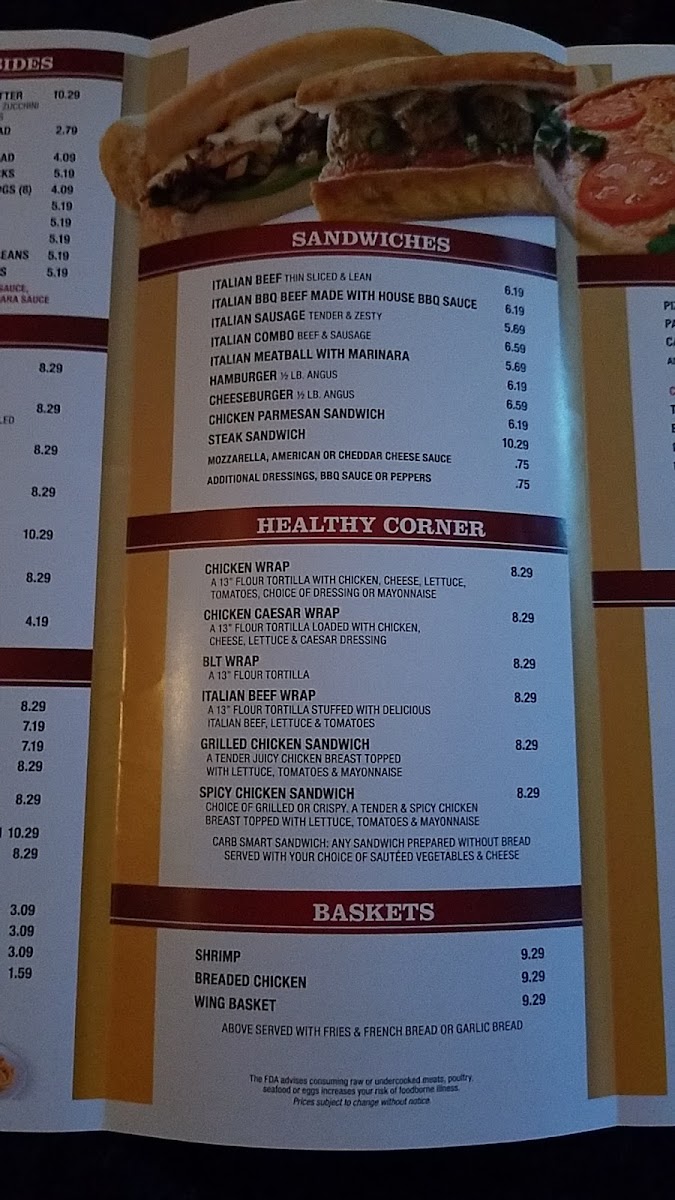 SIDES
10.29
ZUCCHINI
2.79
4.09
5.19
(8) 4.09
5.19
5.19
5.19
5.19
5.19
SAUCE,
SAUCE
8.29
8.29
8.29
8.29
10.29
8.29
4.19
8.29
7.19
7.19
8.29
8.29
10.29
8.29
3.09
3.09
3.09
1.59
SANDWICHES
ITALIAN BEEF THIN SLICED & LEAN 6.19
ITALIAN BBQ BEEF MADE WITH HOUSE BBQ SAUCE 6.19
ITALIAN SAUSAGE TENDER & ZESTY 5.69
ITALIAN COMBO BEEF & SAUSAGE 6.59
ITALIAN MEATBALL WITH MARINARA 5.69
HAMBURGER ½ LB. ANGUS 6.19
CHEESEBURGER ½ LB. ANGUS 6.59
CHICKEN PARMESAN SANDWICH 6.19
STEAK SANDWICH 10.29
MOZZARELLA, AMERICAN OR CHEDDAR CHEESE SAUCE .75
ADDITIONAL DRESSINGS, BBQ SAUCE OR PEPPERS .75
HEALTHY CORNER
CHICKEN WRAP 8.29
A 13" FLOUR TORTILLA WITH CHICKEN, CHEESE, LETTUCE,
TOMATOES, CHOICE OF DRESSING OR MAYONNAISE
CHICKEN CAESAR WRAP 8.29
A 13" FLOUR TORTILLA LOADED WITH CHICKEN,
CHEESE, LETTUCE & CAESAR DRESSING
BLT WRAP 8.29
A 13" FLOUR TORTILLA
ITALIAN BEEF WRAP 8.29
A 13" FLOUR TORTILLA STUFFED WITH DELICIOUS
ITALIAN BEEF, LETTUCE & TOMATOES
GRILLED CHICKEN SANDWICH 8.29
A TENDER JUICY CHICKEN BREAST TOPPED
WITH LETTUCE, TOMATOES & MAYONNAISE
SPICY CHICKEN SANDWICH 8.29
CHOICE OF GRILLED OR CRISPY. A TENDER & SPICY CHICKEN
BREAST TOPPED WITH LETTUCE, TOMATOES & MAYONNAISE
CARB SMART SANDWICH: ANY SANDWICH PREPARED WITHOUT BREAD
SERVED WITH YOUR CHOICE OF SAUTÉED VEGETABLES & CHEESE
BASKETS
SHRIMP 9.29
BREADED CHICKEN 9.29
WING BASKET 9.29
ABOVE SERVED WITH FRIES & FRENCH BREAD OR GARLIC BREAD
The FDA advises consuming raw or undercooked meats, poultry,
seafood or eggs increases your risk of foodborne illness.
Prices subject to change without notice.